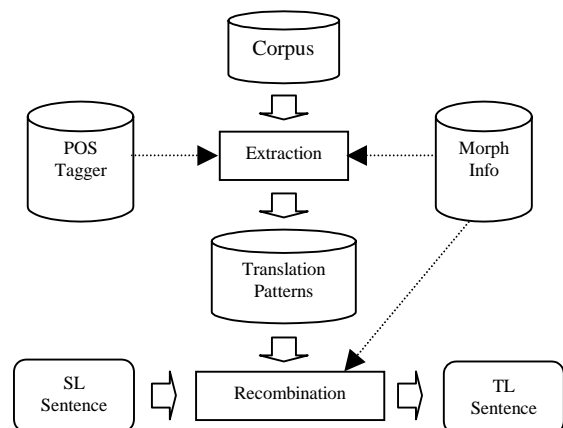 Corpus
POS
Tagger
Extraction
Morph
Info
Translation
Patterns
SL
Sentence
Recombination
TL
Sentence